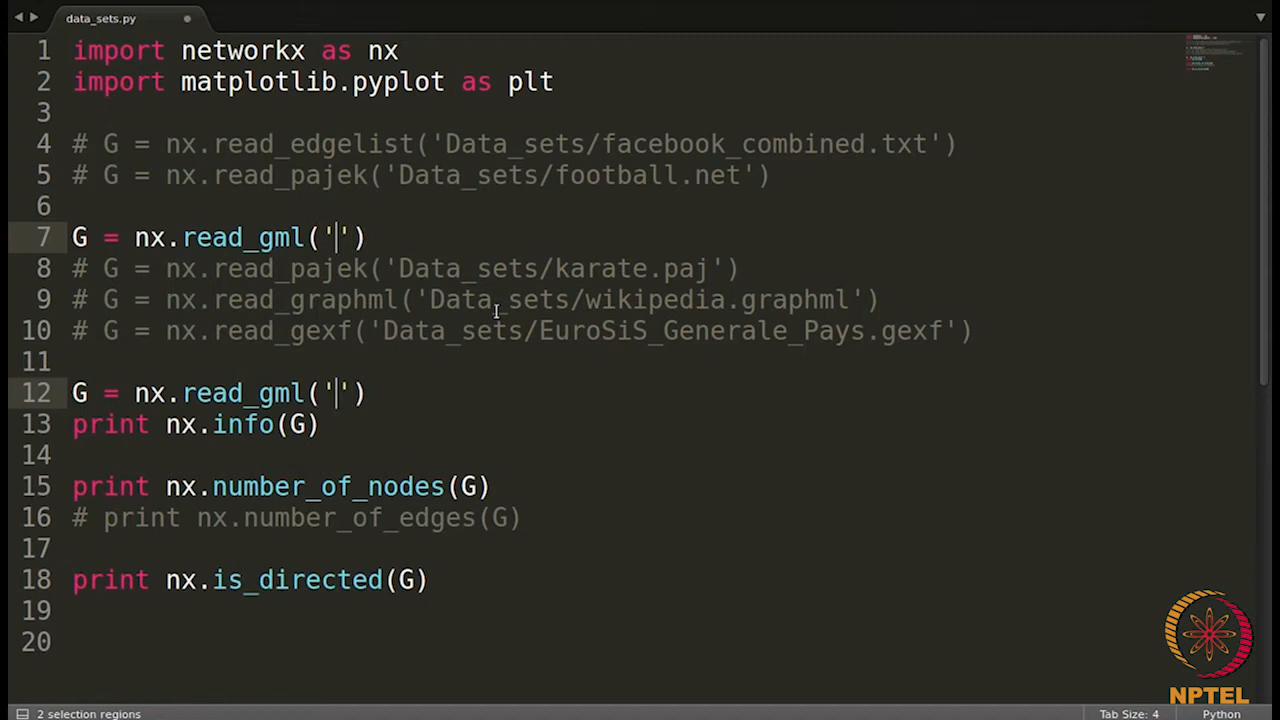 data_sets.py
1 import networkx as nx
2 import matplotlib.pyplot as plt
3
4 # G = nx.read_edgelist('Data_sets/facebook_combined.txt')
5 # G = nx.read_pajek('Data_sets/football.net')
6
7 G = nx.read_gml('')
8 # G = nx.read_pajek('Data_sets/karate.paj')
9 # G = nx.read_graphml('Data_sets/wikipedia.graphml')
10 # G = nx.read_gexf('Data_sets/EuroSiS_Generale_Pays.gexf')
11
12 G = nx.read_gml('')
13 print nx.info(G)
14
15 print nx.number_of_nodes(G)
16 # print nx.number_of_edges(G)
17
18 print nx.is_directed(G)
19
20
NPTEL
2 selection regions
Tab Size: 4
Python